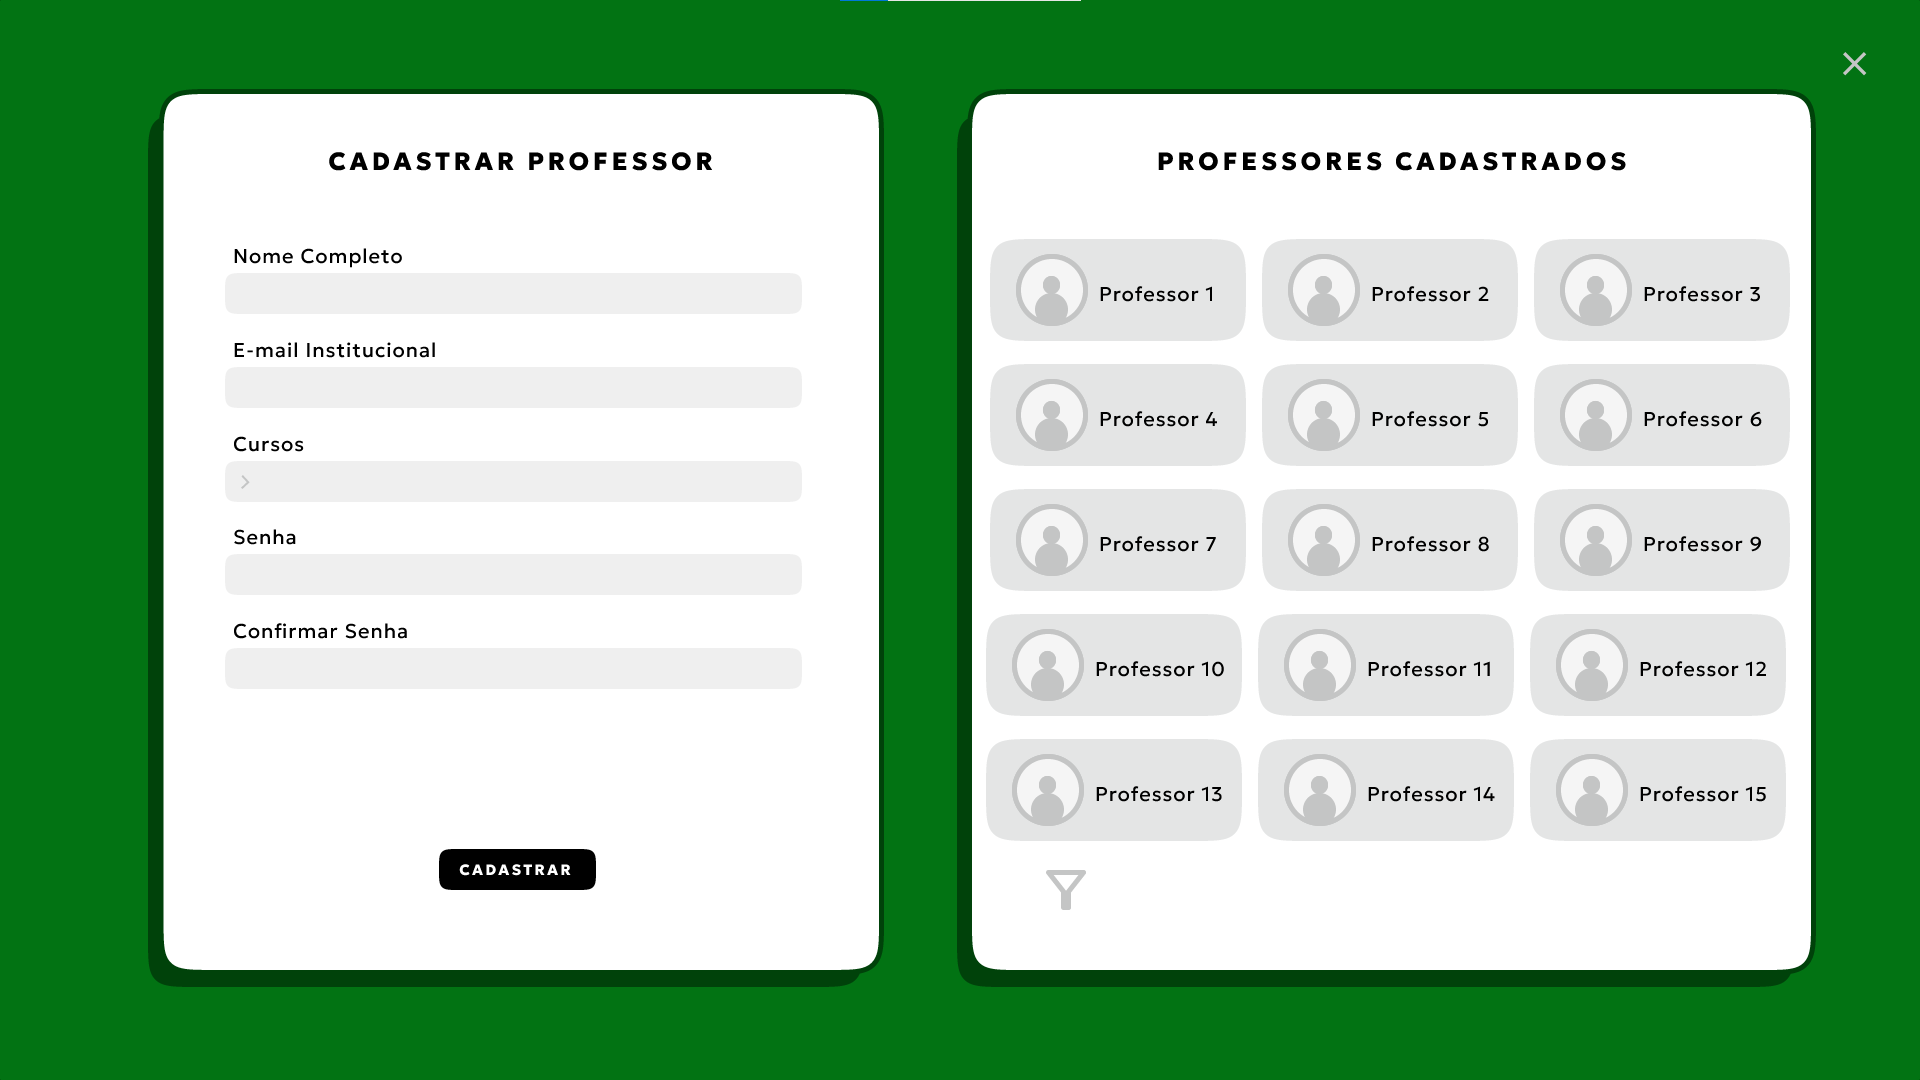 CADASTRAR PROFESSOR
Nome Completo
E-mail Institucional
Cursos
Senha
Confirmar Senha
CADASTRAR
PROFESSORES CADASTRADOS
Professor 1
Professor 2
Professor 3
Professor 4
Professor 5
Professor 6
Professor 7
Professor 8
Professor 9
Professor 10
Professor 11
Professor 12
Professor 13
Professor 14
Professor 15